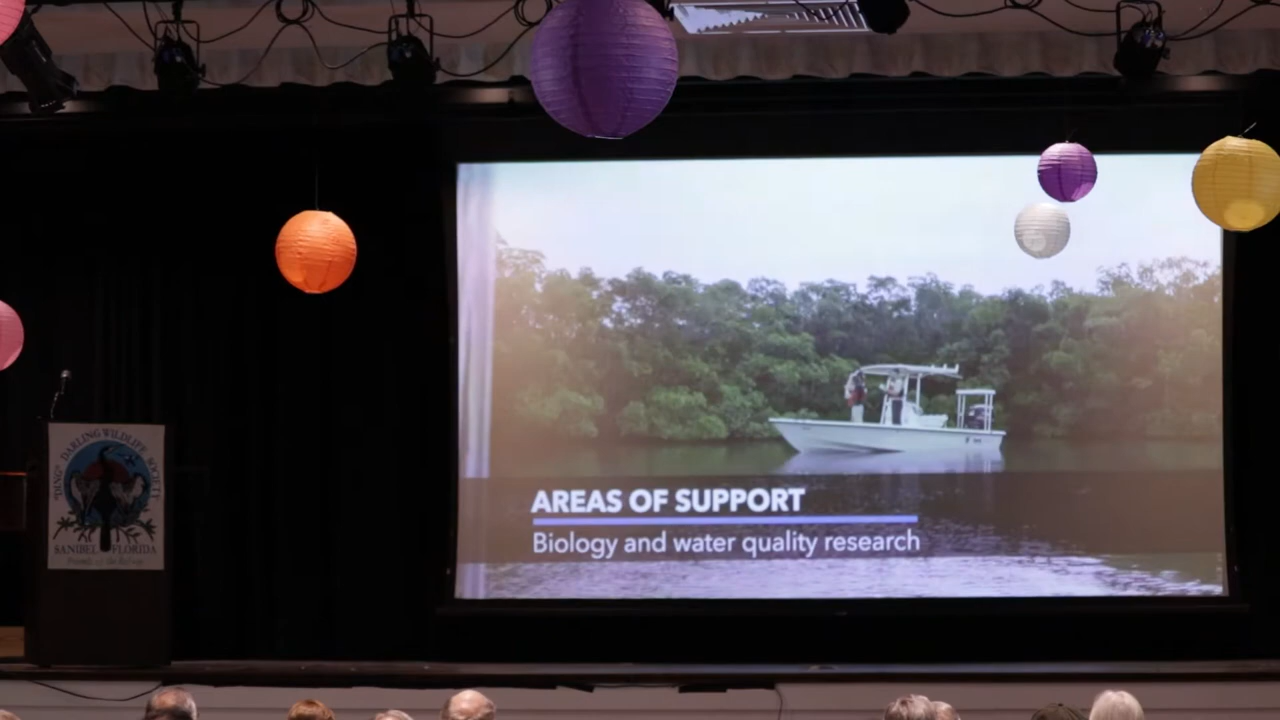 AREAS OF SUPPORT
Biology and water quality research
"DING" DARLING WILDLIFE SOCIETY
SANIBEL FLORIDA